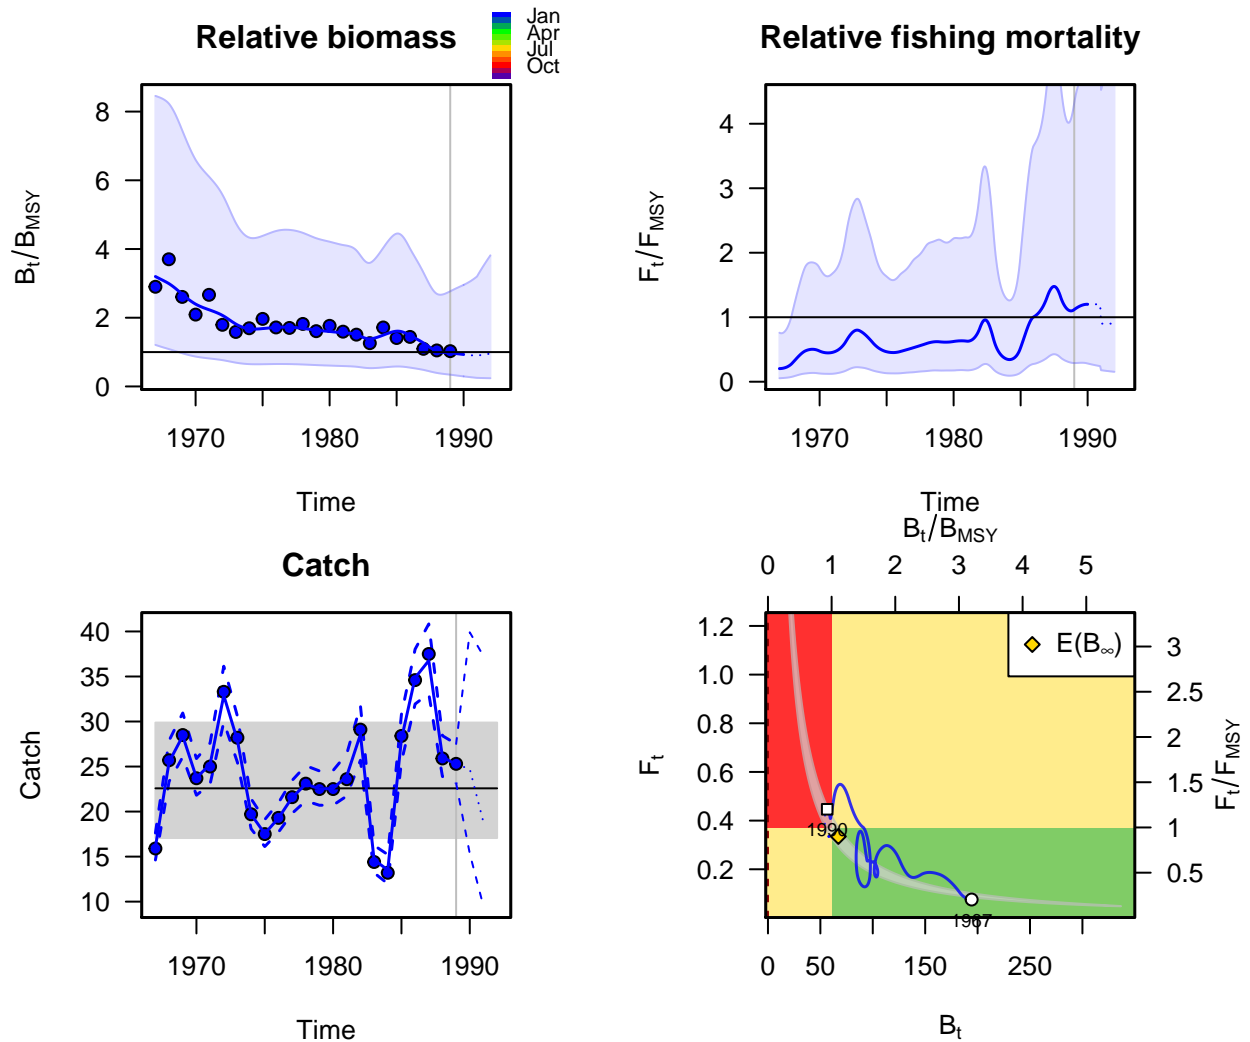 Relative biomass
Jan
Apr
Jul
Oct
B_t/B_MSY
8
6
4
2
0
1970
1980
1990
Time
Relative fishing mortality
F_t/F_MSY
4
3
2
1
0
1970
1980
1990
Time
Catch
Catch
40
35
30
25
20
15
10
1970
1980
1990
Time
B_t/B_MSY
0 1 2 3 4 5
E(B_∞)
F_t
1.2
1.0
0.8
0.6
0.4
0.2
3
2.5
2
1.5
1
0.5
F_t/F_MSY
1990
1967
0 50 150 250
B_t